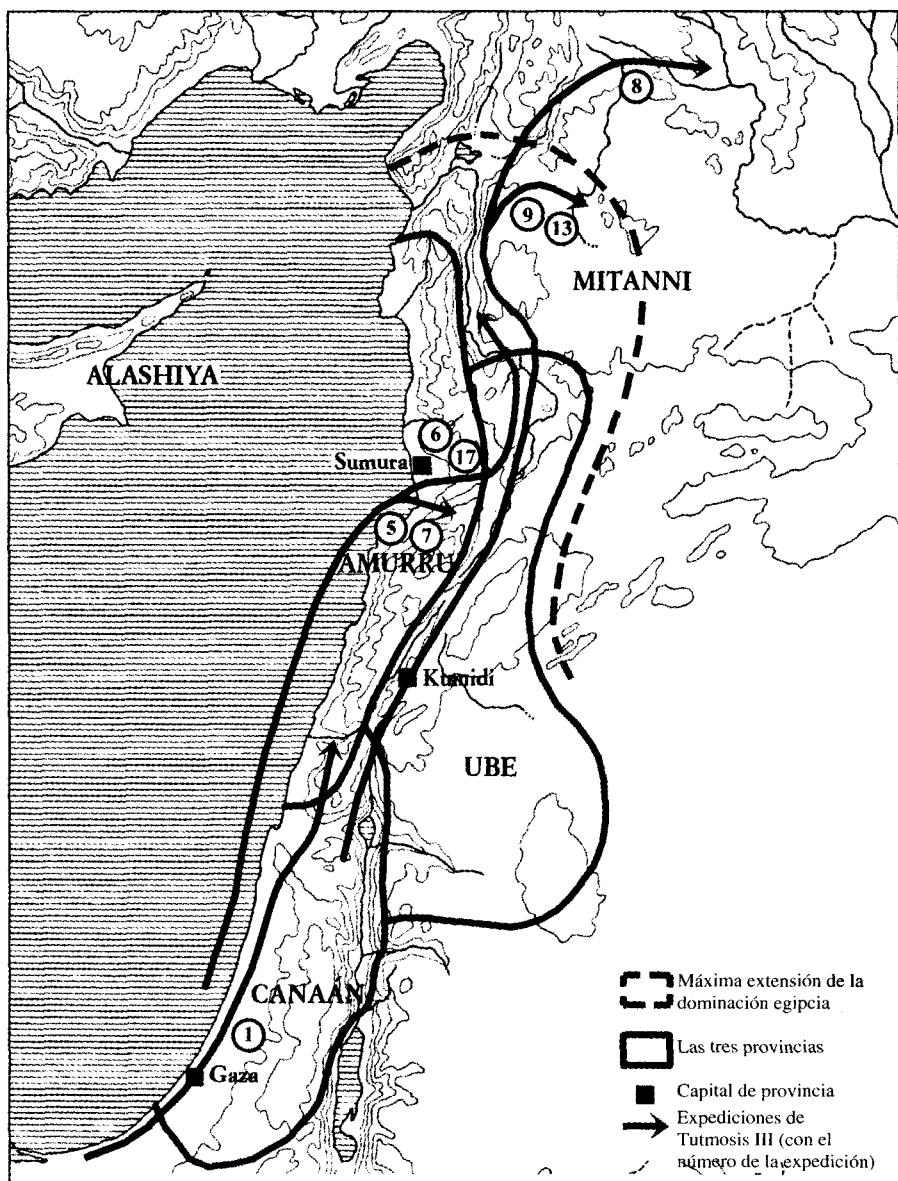 8
9
13
MITANNI
ALASHIYA
6
17
Sumura
5
7
AMURRU
Kumidi
UBE
CANAÁN
1
Gaza
Máxima extensión de la
dominación egipcia
Las tres provincias
Capital de provincia
Expediciones de
Tutmosis III (con el
número de la expedición)